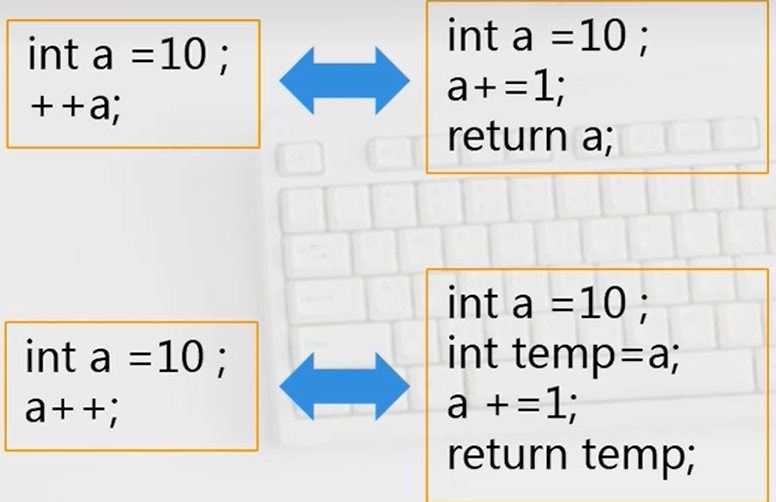 int a =10 ;
++a;
int a =10 ;
a+=1;
return a;
int a =10 ;
a++;
int a =10 ;
int temp=a;
a +=1;
return temp;